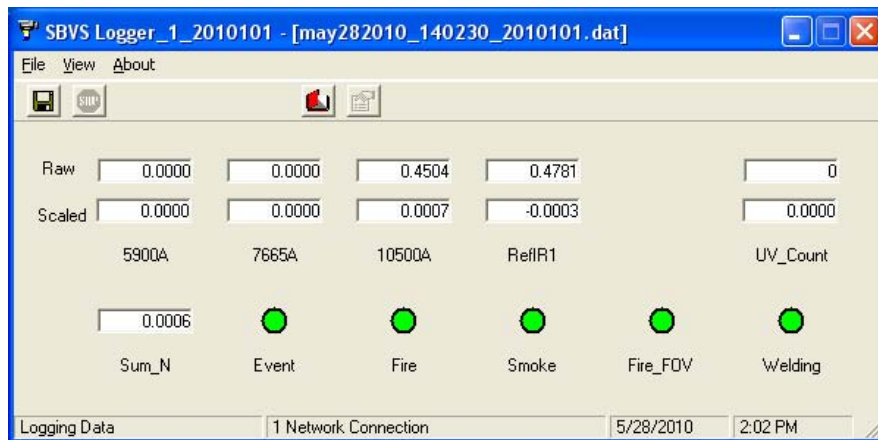 SBVS Logger_1_2010101 - [may282010_140230_2010101.dat]
File View About
STOP
Raw 0.0000 0.0000 0.4504 0.4781 0
Scaled 0.0000 0.0000 0.0007 -0.0003 0.0000
5900A 7665A 10500A RefIR1 UV_Count
0.0006
Sum_N Event Fire Smoke Fire_FOV Welding
Logging Data 1 Network Connection 5/28/2010 2:02 PM